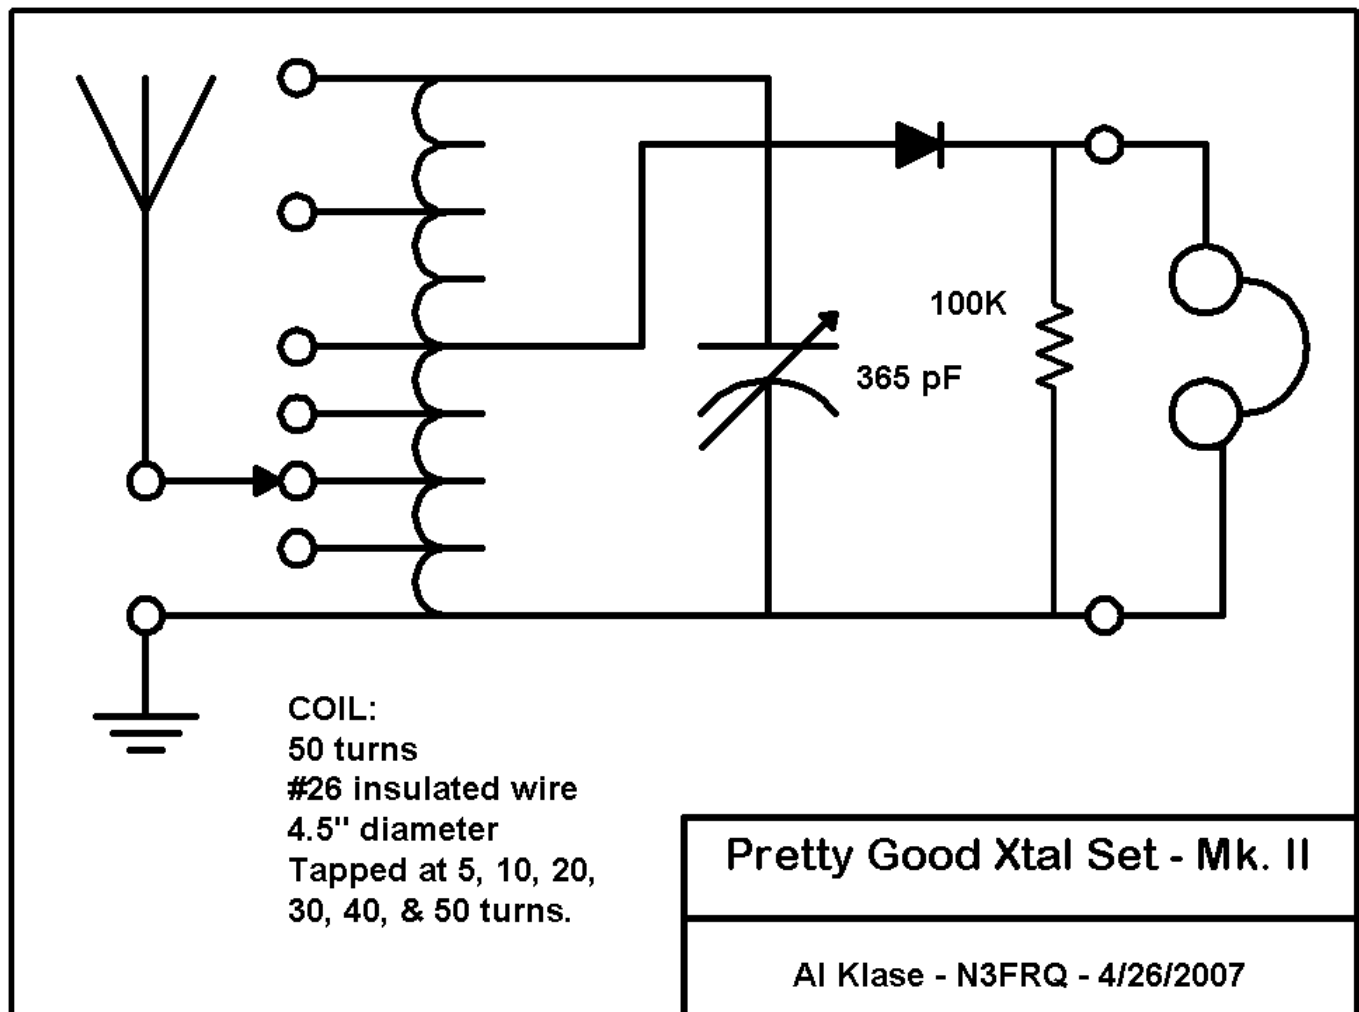 100K
365 pF
COIL:
50 turns
#26 insulated wire
4.5" diameter
Tapped at 5, 10, 20,
30, 40, & 50 turns.
Pretty Good Xtal Set - Mk. II
Al Klase - N3FRQ - 4/26/2007